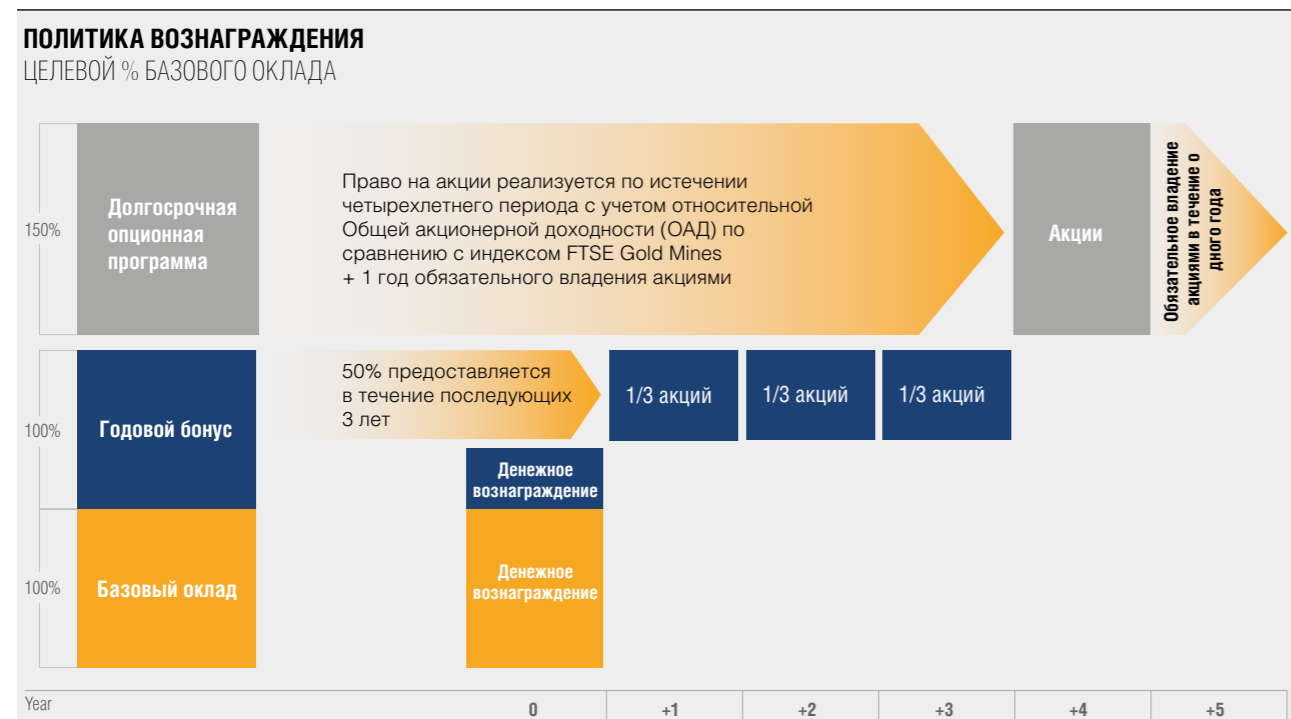 ПОЛИТИКА ВОЗНАГРАЖДЕНИЯ
ЦЕЛЕВОЙ % БАЗОВОГО ОКЛАДА
150%
Долгосрочная
опционная
программа
Право на акции реализуется по истечении
четырехлетнего периода с учетом относительной
Общей акционерной доходности (ОАД) по
сравнению с индексом FTSE Gold Mines
+ 1 год обязательного владения акциями
Акции
Обязательное владение
акциями в течение о
дного года
100%
Годовой бонус
50% предоставляется
в течение последующих
3 лет
1/3 акций
1/3 акций
1/3 акций
Денежное
вознаграждение
100%
Базовый оклад
Денежное
вознаграждение
Year
0
+1
+2
+3
+4
+5